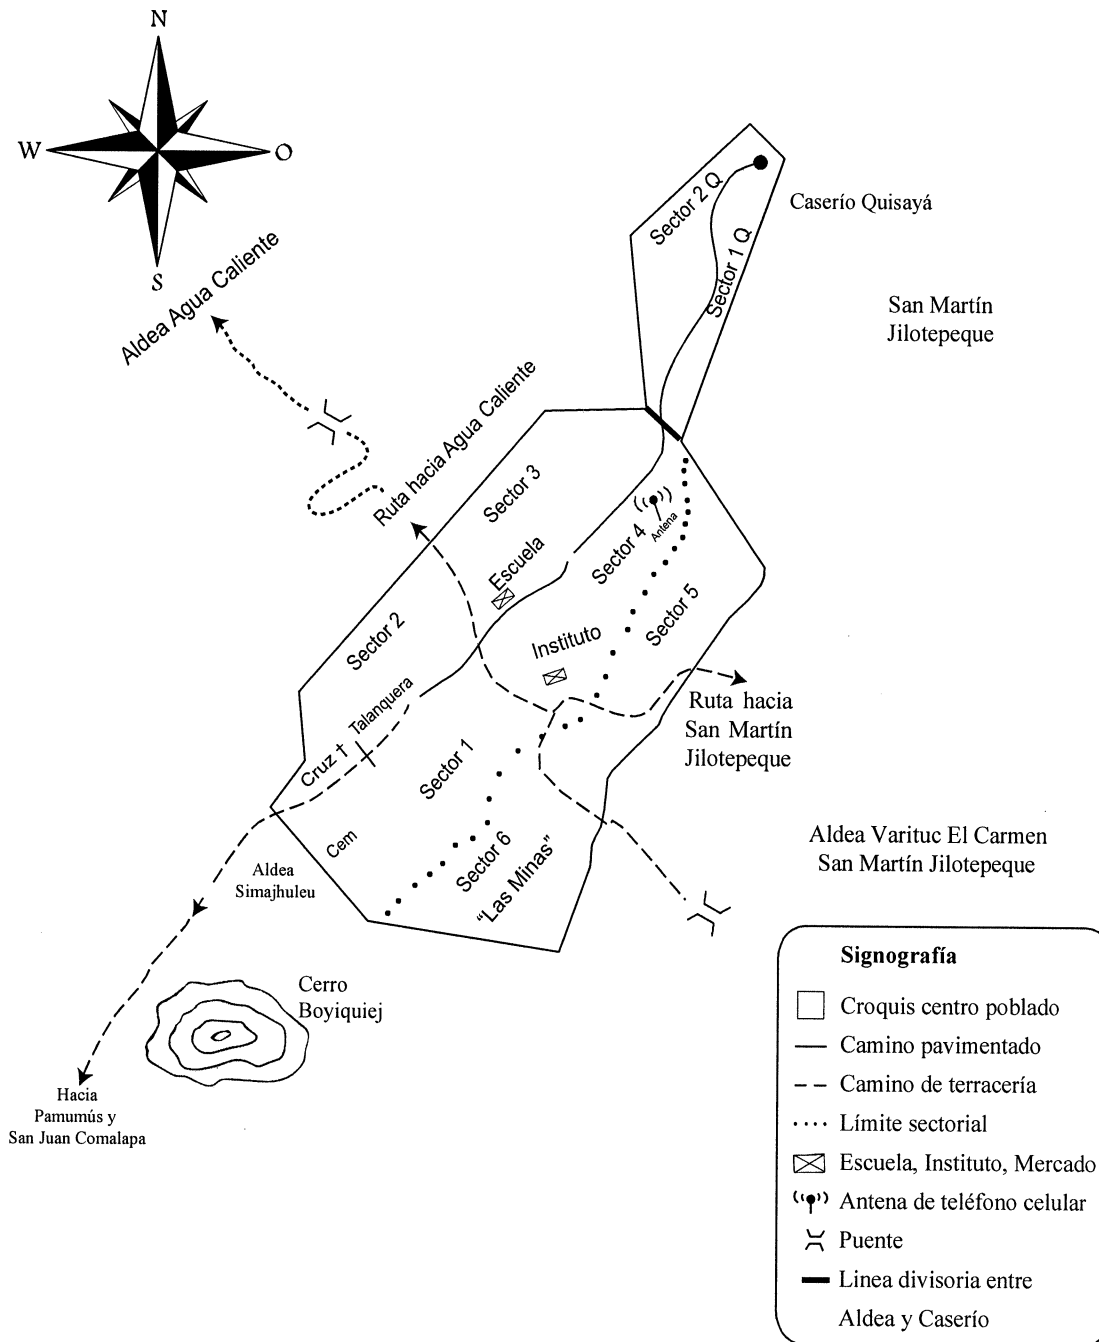 N
W
O
S
Aldea Agua Caliente
Sector 2 Q
Sector 1 Q
Caserío Quisayá
San Martín
Jilotepeque
Ruta hacia Agua Caliente
Sector 3
Escuela
Sector 4
Antena
Sector 2
Instituto
Sector 5
Talanquera
Cruz †
Ruta hacia
San Martín
Jilotepeque
Sector 1
Cem
Sector 6
“Las Minas”
Aldea
Simajhuleu
Aldea Varituc El Carmen
San Martín Jilotepeque
Cerro
Boyiquiej
Hacia
Pamumús y
San Juan Comalapa
Signografía
Croquis centro poblado
Camino pavimentado
Camino de terracería
Límite sectorial
Escuela, Instituto, Mercado
Antena de teléfono celular
Puente
Linea divisoria entre
Aldea y Caserío